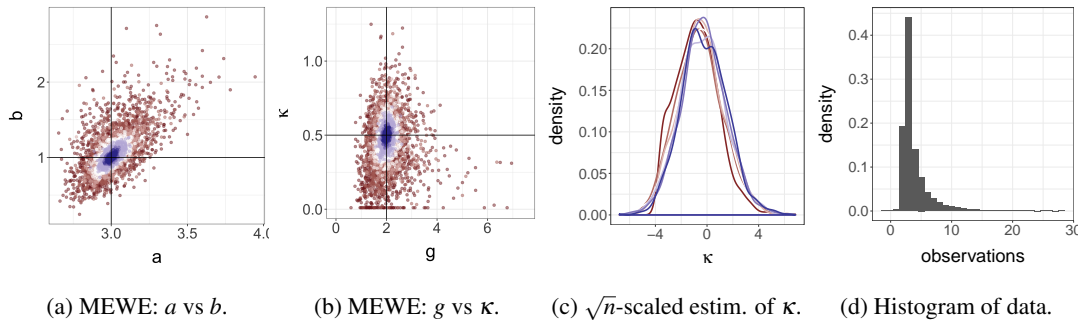 b
2
1
3.0
3.5
4.0
a
κ
1.0
0.5
0.0
0
2
4
6
g
density
0.20
0.15
0.10
0.05
0.00
−4
0
4
κ
density
0.4
0.3
0.2
0.1
0.0
0
10
20
30
observations
(a) MEWE: a vs b.
(b) MEWE: g vs κ.
(c) √n-scaled estim. of κ.
(d) Histogram of data.